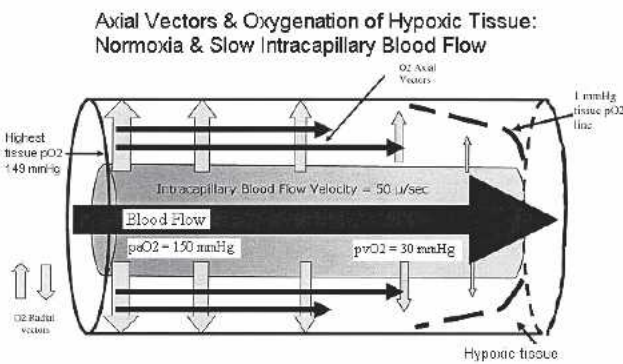 Axial Vectors & Oxygenation of Hypoxic Tissue:
Normoxia & Slow Intracapillary Blood Flow
O2 Axial
Vectors
1 mmHg
tissue pO2
line
Highest
tissue pO2
149 mmHg
Intracapillary Blood Flow Velocity = 50 µ/sec
Blood Flow
paO2 = 150 mmHg
pvO2 = 30 mmHg
O2 Radial
vectors
Hypoxic tissue